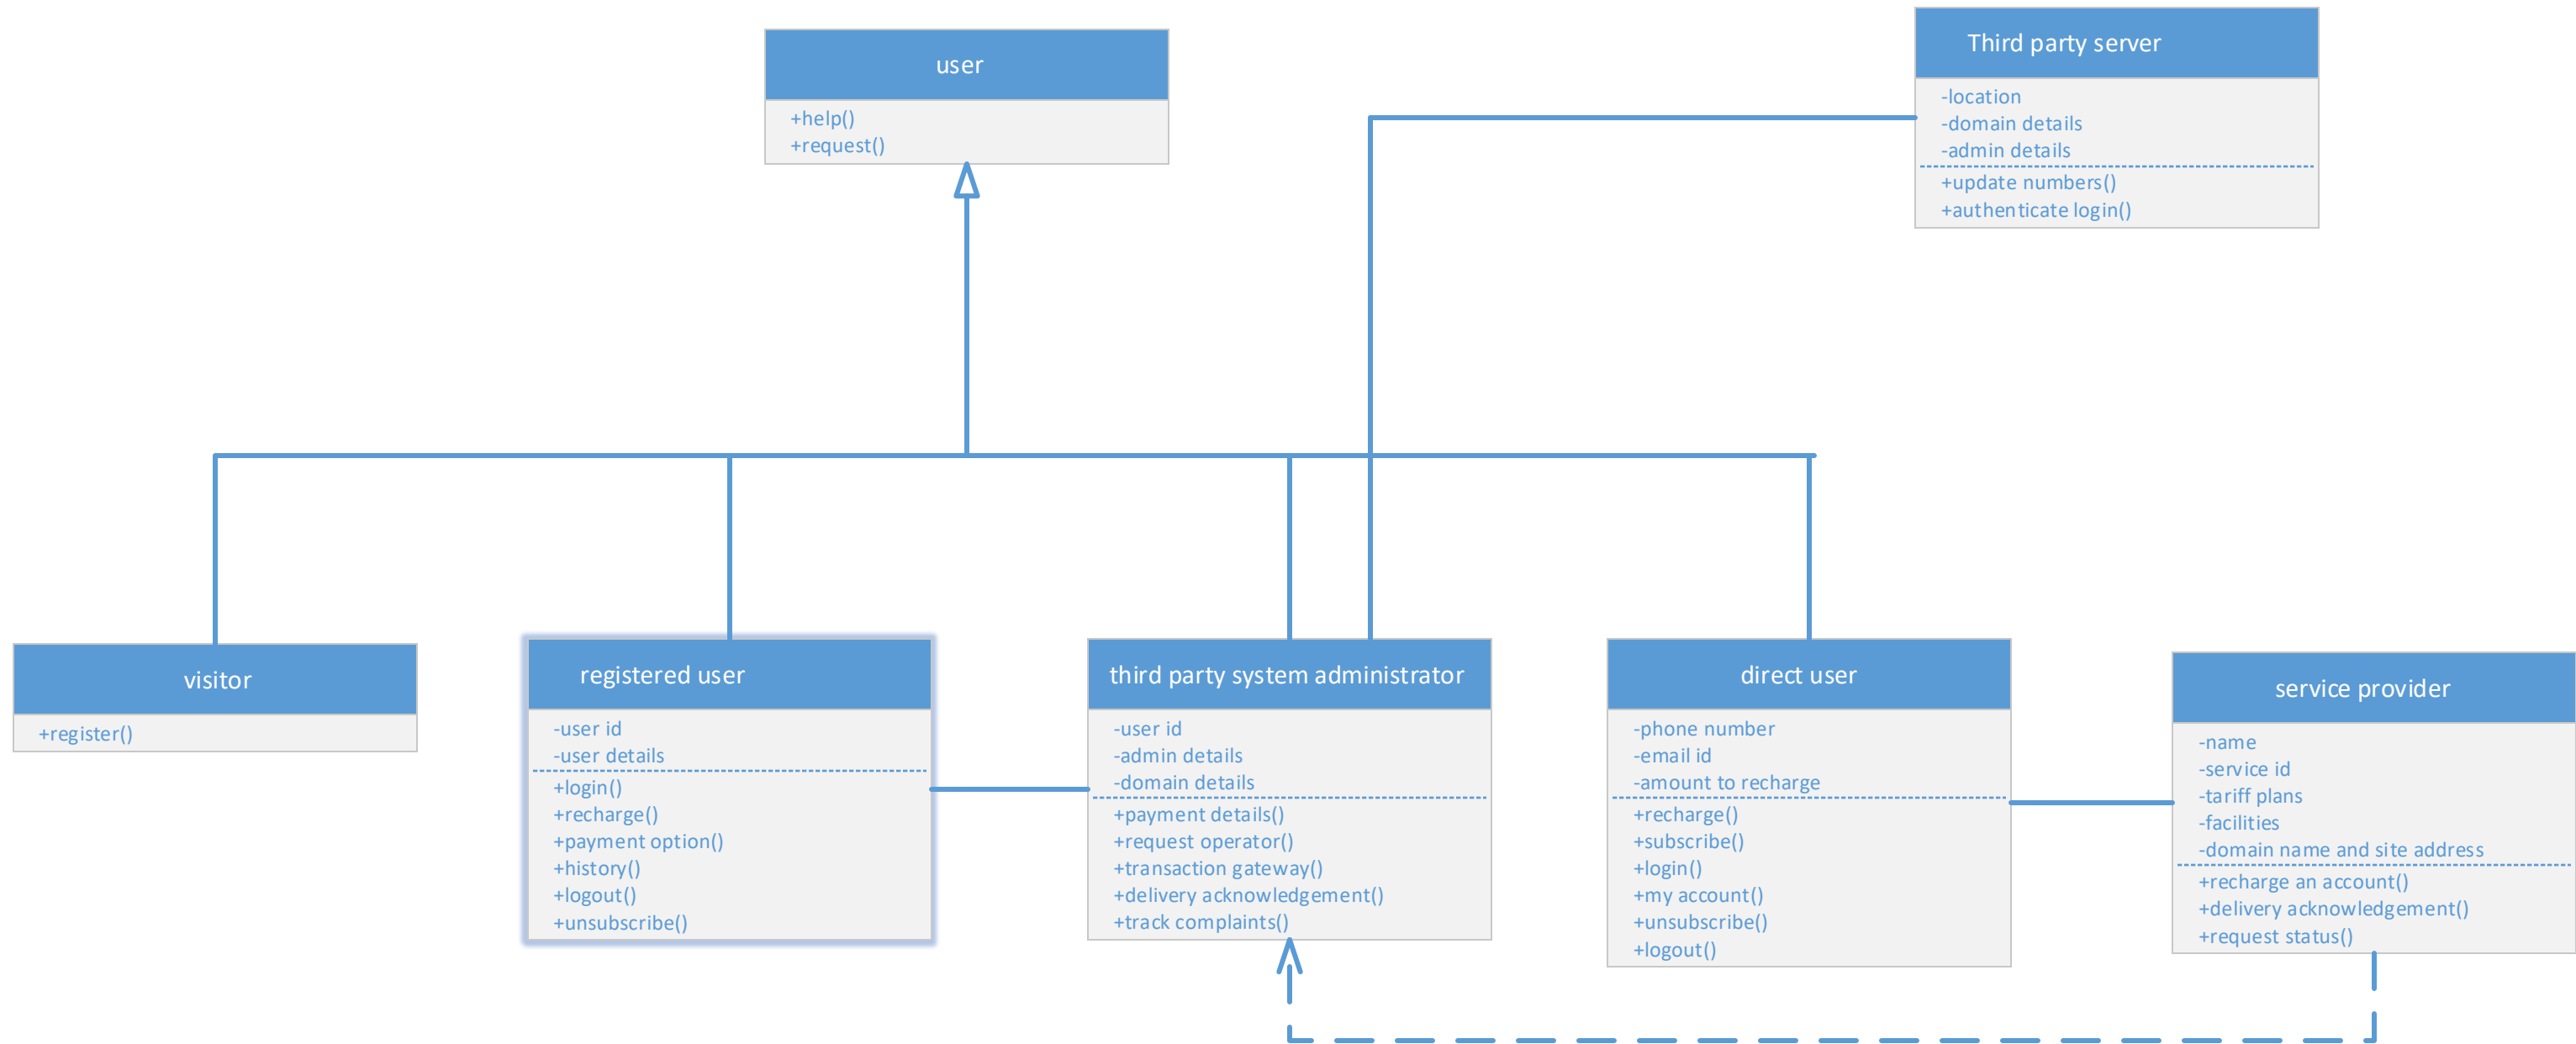 user
+help()
+request()
Third party server
-location
-domain details
-admin details
+update numbers()
+authenticate login()
visitor
+register()
registered user
-user id
-user details
+login()
+recharge()
+payment option()
+history()
+logout()
+unsubscribe()
third party system administrator
-user id
-admin details
-domain details
+payment details()
+request operator()
+transaction gateway()
+delivery acknowledgement()
+track complaints()
direct user
-phone number
-email id
-amount to recharge
+recharge()
+subscribe()
+login()
+my account()
+unsubscribe()
+logout()
service provider
-name
-service id
-tariff plans
-facilities
-domain name and site address
+recharge an account()
+delivery acknowledgement()
+request status()